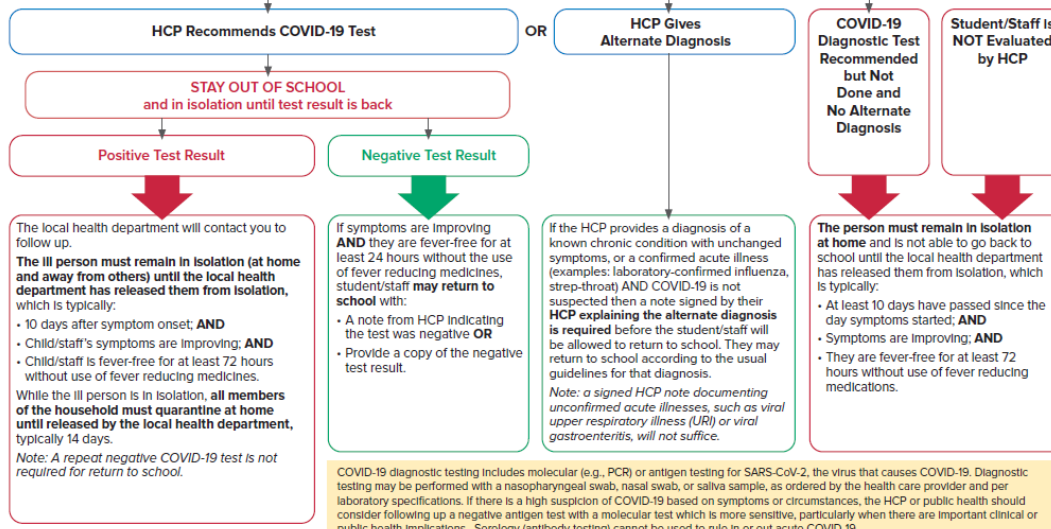 HCP Recommends COVID-19 Test
OR
HCP Gives
Alternate Diagnosis
COVID-19
Diagnostic Test
Recommended
but Not
Done and
No Alternate
Diagnosis
Student/Staff is
NOT Evaluated
by HCP
STAY OUT OF SCHOOL
and in isolation until test result is back
Positive Test Result
Negative Test Result
The local health department will contact you to
follow up.
The ill person must remain in isolation (at home
and away from others) until the local health
department has released them from isolation,
which is typically:
• 10 days after symptom onset; AND
• Child/staff's symptoms are improving; AND
• Child/staff is fever-free for at least 72 hours
without use of fever reducing medicines.
While the ill person is in isolation, all members
of the household must quarantine at home
until released by the local health department,
typically 14 days.
Note: A repeat negative COVID-19 test is not
required for return to school.
If symptoms are improving
AND they are fever-free for at
least 24 hours without the use
of fever reducing medicines,
student/staff may return to
school with:
• A note from HCP indicating
the test was negative OR
• Provide a copy of the negative
test result.
If the HCP provides a diagnosis of a
known chronic condition with unchanged
symptoms, or a confirmed acute illness
(examples: laboratory-confirmed influenza,
strep-throat) AND COVID-19 is not
suspected then a note signed by their
HCP explaining the alternate diagnosis
is required before the student/staff will
be allowed to return to school. They may
return to school according to the usual
guidelines for that diagnosis.
Note: a signed HCP note documenting
unconfirmed acute illnesses, such as viral
upper respiratory illness (URI) or viral
gastroenteritis, will not suffice.
The person must remain in isolation
at home and is not able to go back to
school until the local health department
has released them from isolation, which
is typically:
• At least 10 days have passed since the
day symptoms started; AND
• Symptoms are improving; AND
• They are fever-free for at least 72
hours without use of fever reducing
medications.
COVID-19 diagnostic testing includes molecular (e.g., PCR) or antigen testing for SARS-CoV-2, the virus that causes COVID-19. Diagnostic
testing may be performed with a nasopharyngeal swab, nasal swab, or saliva sample, as ordered by the health care provider and per
laboratory specifications. If there is a high suspicion of COVID-19 based on symptoms or circumstances, the HCP or public health should
consider following up a negative antigen test with a molecular test which is more sensitive, particularly when there are important clinical or
public health implications. Serology (antibody testing) cannot be used to rule in or out acute COVID-19.